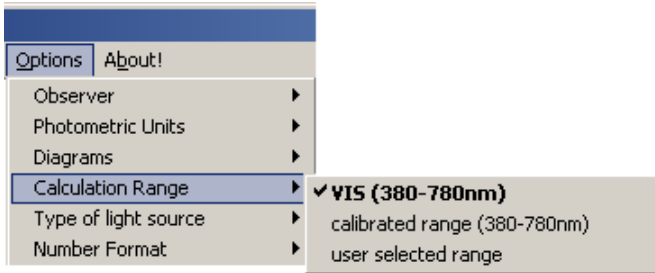 Options About!
Observer
Photometric Units
Diagrams
Calculation Range
Type of light source
Number Format
VIS (380-780nm)
calibrated range (380-780nm)
user selected range